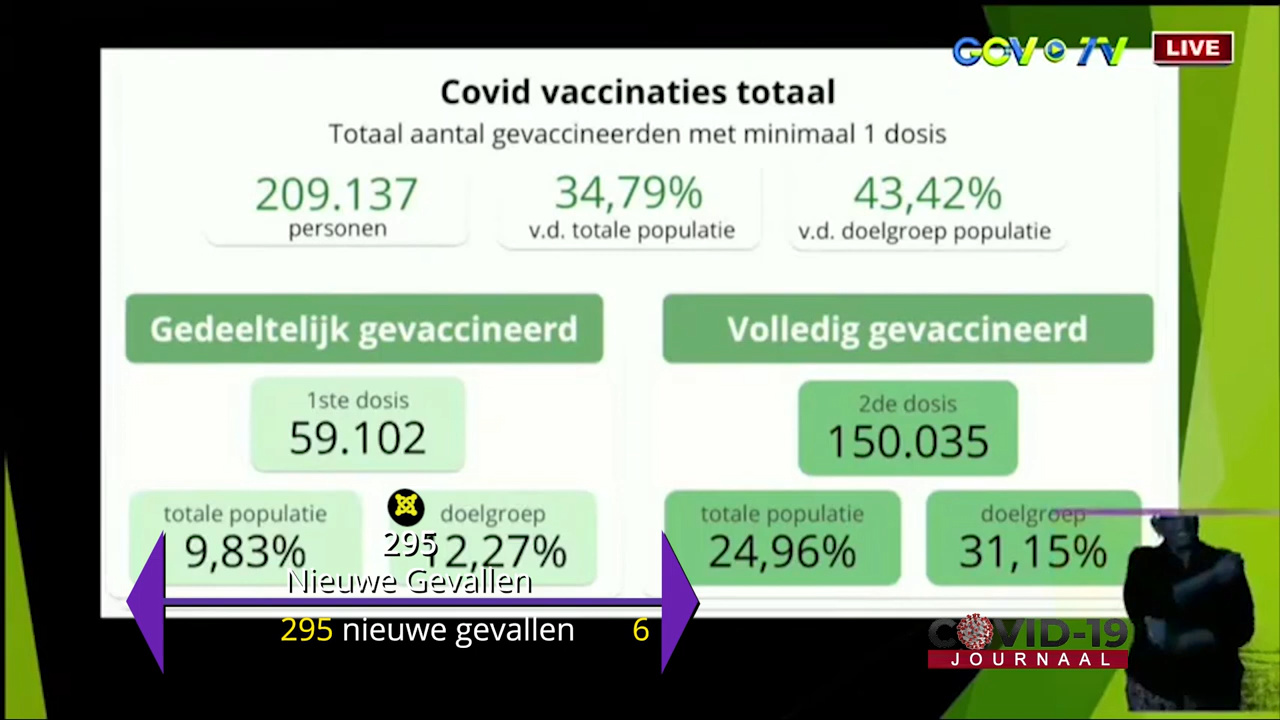 GOV TV LIVE
Covid vaccinaties totaal
Totaal aantal gevaccineerden met minimaal 1 dosis
209.137 34,79% 43,42%
personen v.d. totale populatie v.d. doelgroep populatie
Gedeeltelijk gevaccineerd Volledig gevaccineerd
1ste dosis 2de dosis
59.102 150.035
totale populatie doelgroep totale populatie doelgroep
9,83% 12,27% 24,96% 31,15%
295
Nieuwe Gevallen
295 nieuwe gevallen 6
COVID-19
JOURNAAL